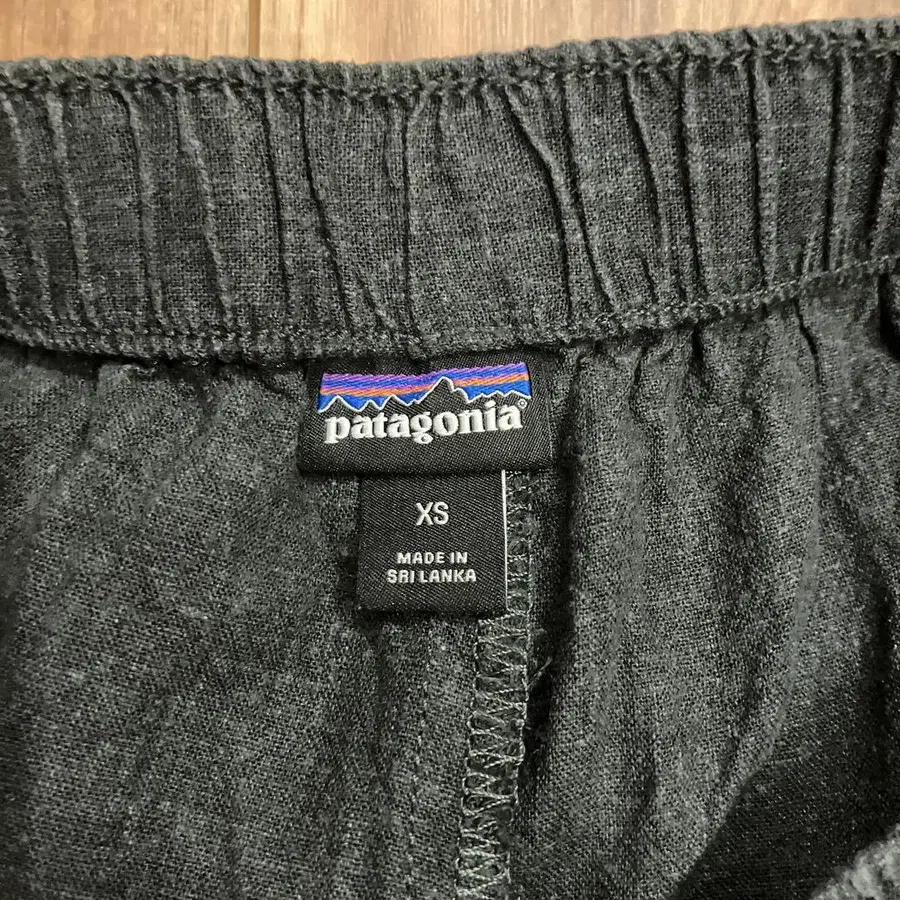 patagonia®
XS
MADE IN
SRI LANKA